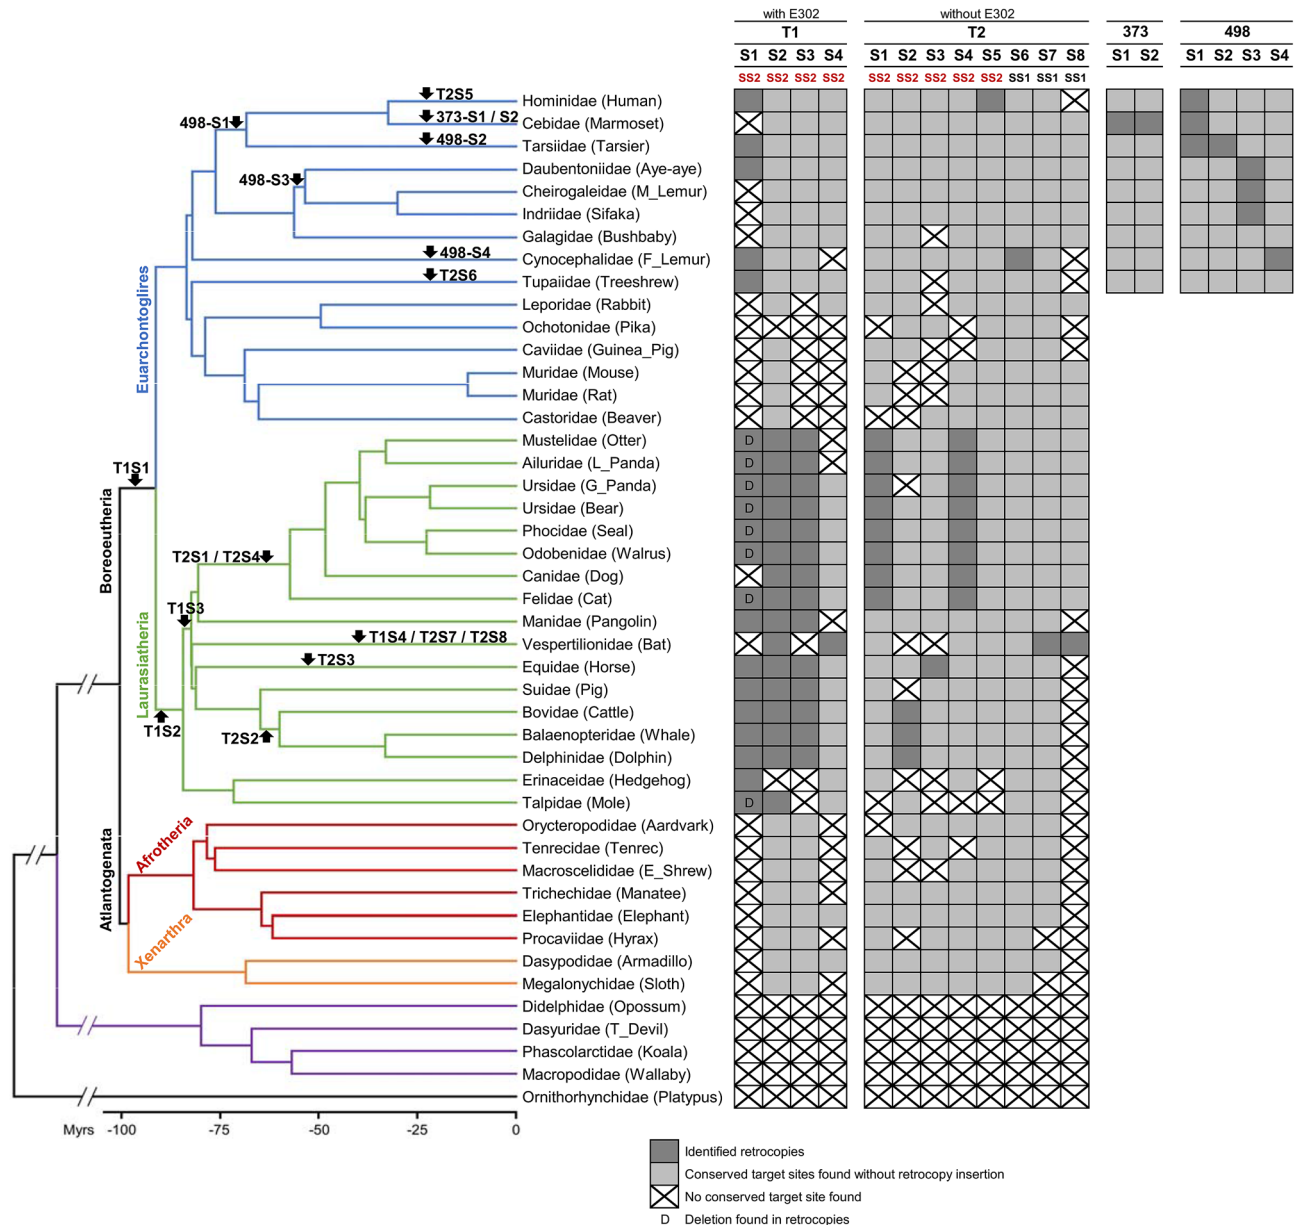 with E302
without E302
T1
T2
373
498
S1 S2 S3 S4
S1 S2 S3 S4 S5 S6 S7 S8
S1 S2
S1 S2 S3 S4
SS2 SS2 SS2 SS2
SS2 SS2 SS2 SS2 SS2 SS1 SS1 SS1
T2S5
Hominidae (Human)
498-S1
373-S1 / S2
Cebidae (Marmoset)
498-S2
Tarsiidae (Tarsier)
Daubentoniidae (Aye-aye)
498-S3
Cheirogaleidae (M_Lemur)
Indriidae (Sifaka)
Galagidae (Bushbaby)
498-S4
Cynocephalidae (F_Lemur)
T2S6
Tupaiidae (Treeshrew)
Euarchontoglires
Leporidae (Rabbit)
Ochotonidae (Pika)
Caviidae (Guinea_Pig)
Muridae (Mouse)
Muridae (Rat)
Castoridae (Beaver)
Mustelidae (Otter)
D
T1S1
Ailuridae (L_Panda)
D
Ursidae (G_Panda)
D
Ursidae (Bear)
D
Boreoeutheria
Phocidae (Seal)
D
T2S1 / T2S4
Odobenidae (Walrus)
D
Canidae (Dog)
Felidae (Cat)
D
T1S3
Manidae (Pangolin)
T1S4 / T2S7 / T2S8
Vespertilionidae (Bat)
Laurasiatheria
T2S3
Equidae (Horse)
Suidae (Pig)
Bovidae (Cattle)
T1S2
T2S2
Balaenopteridae (Whale)
Delphinidae (Dolphin)
Erinaceidae (Hedgehog)
Talpidae (Mole)
D
Afrotheria
Orycteropodidae (Aardvark)
Tenrecidae (Tenrec)
Macroscelididae (E_Shrew)
Atlantogenata
Trichechidae (Manatee)
Elephantidae (Elephant)
Xenarthra
Procaviidae (Hyrax)
Dasypodidae (Armadillo)
Megalonychidae (Sloth)
Didelphidae (Opossum)
Dasyuridae (T_Devil)
Phascolarctidae (Koala)
Macropodidae (Wallaby)
Ornithorhynchidae (Platypus)
Myrs -100 -75 -50 -25 0
Identified retrocopies
Conserved target sites found without retrocopy insertion
No conserved target site found
D Deletion found in retrocopies